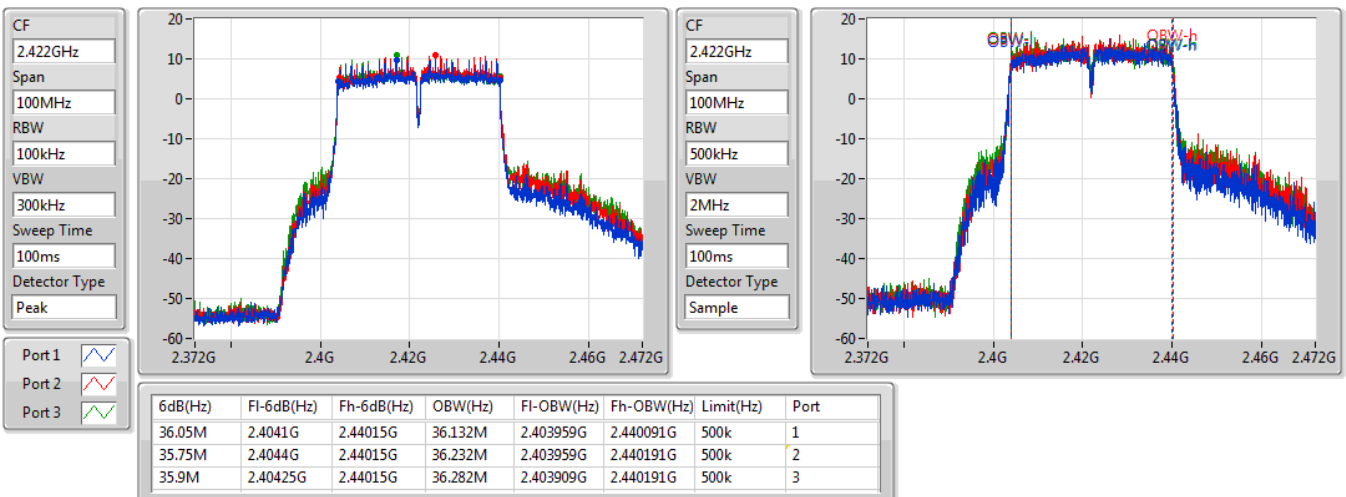 CF
2.422GHz
Span
100MHz
RBW
100kHz
VBW
300kHz
Sweep Time
100ms
Detector Type
Peak
20
10
0
-10
-20
-30
-40
-50
-60
2.372G 2.4G 2.42G 2.44G 2.46G 2.472G
CF
2.422GHz
Span
100MHz
RBW
500kHz
VBW
2MHz
Sweep Time
100ms
Detector Type
Sample
20
10
0
-10
-20
-30
-40
-50
-60
OBW-h
OBW-h
2.372G 2.4G 2.42G 2.44G 2.46G 2.472G
Port 1
Port 2
Port 3
6dB(Hz) Fl-6dB(Hz) Fh-6dB(Hz) OBW(Hz) Fl-OBW(Hz) Fh-OBW(Hz) Limit(Hz) Port
36.05M 2.4041G 2.44015G 36.132M 2.403959G 2.440091G 500k 1
35.75M 2.4044G 2.44015G 36.232M 2.403959G 2.440191G 500k 2
35.9M 2.40425G 2.44015G 36.282M 2.403909G 2.440191G 500k 3